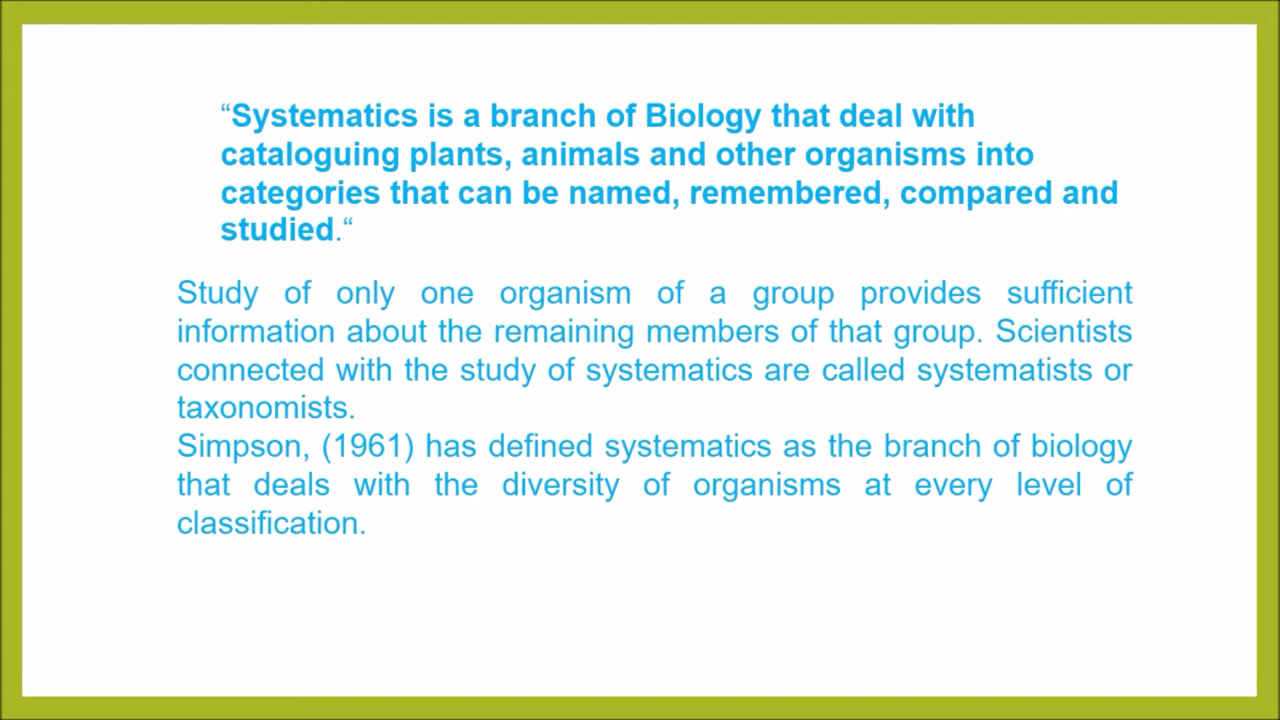 “Systematics is a branch of Biology that deal with
cataloguing plants, animals and other organisms into
categories that can be named, remembered, compared and
studied.“
Study of only one organism of a group provides sufficient
information about the remaining members of that group. Scientists
connected with the study of systematics are called systematists or
taxonomists.
Simpson, (1961) has defined systematics as the branch of biology
that deals with the diversity of organisms at every level of
classification.